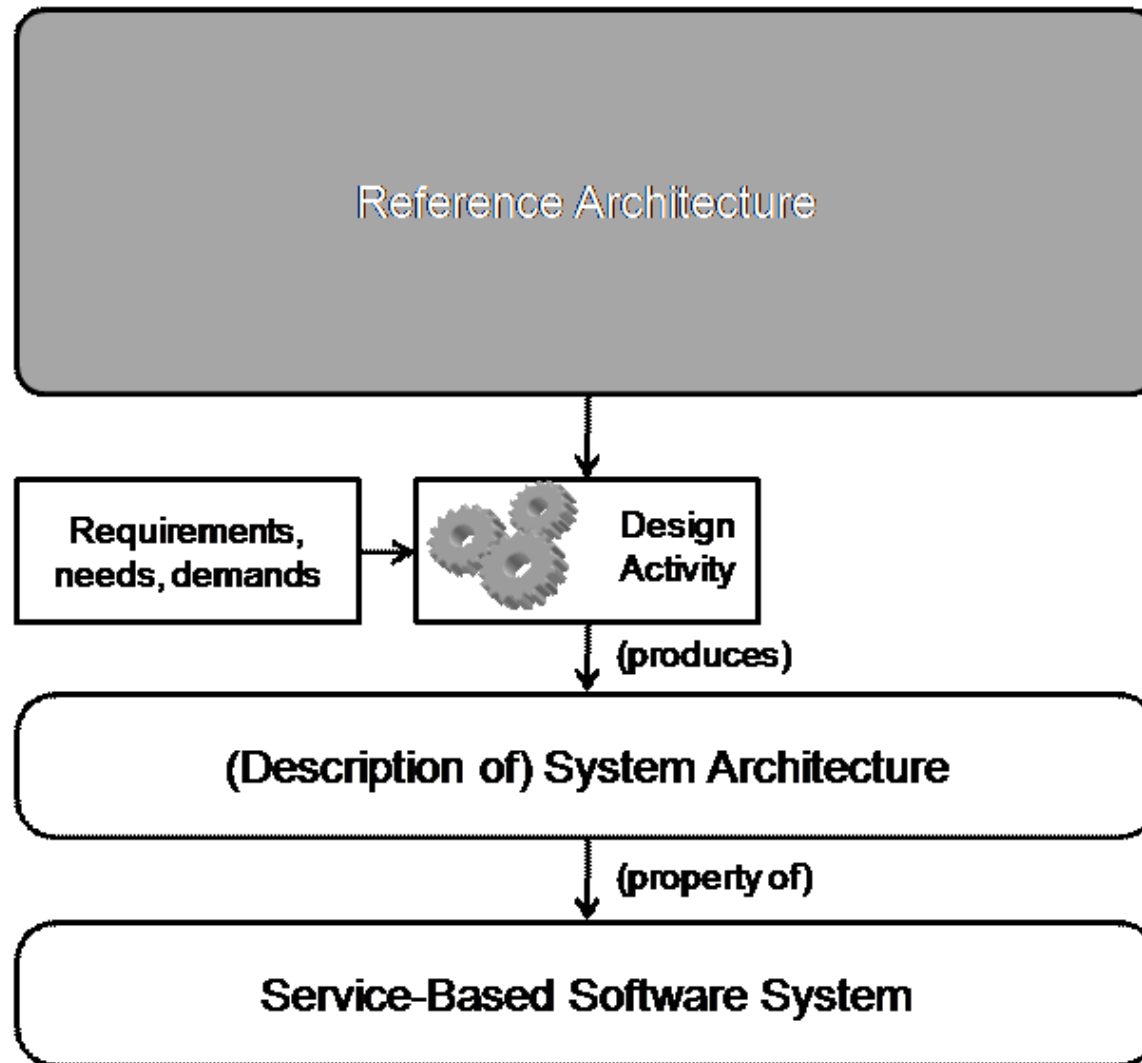 Reference Architecture
Requirements,
needs, demands
Design
Activity
(produces)
(Description of) System Architecture
(property of)
Service-Based Software System